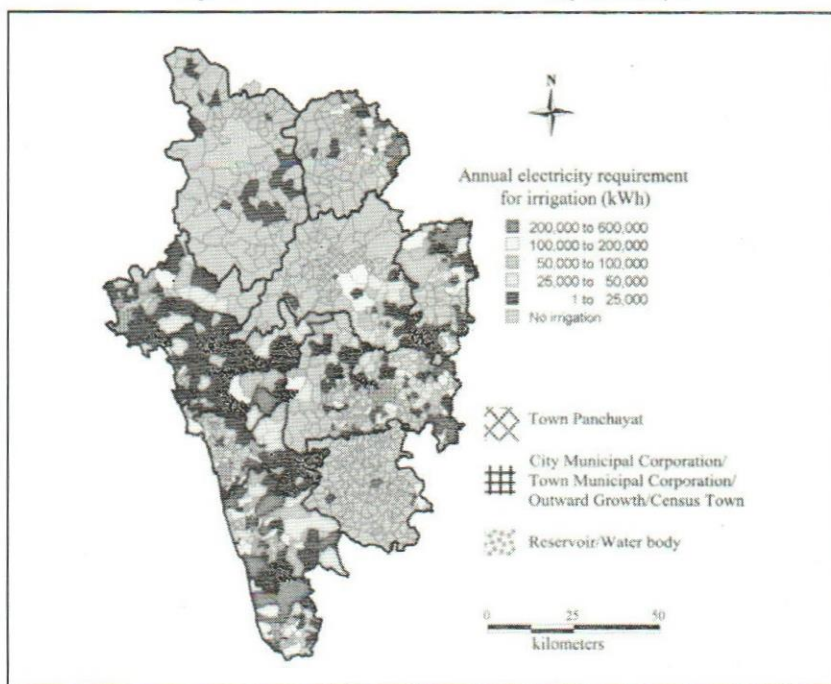 N
Annual electricity requirement
for irrigation (kWh)
200,000 to 600,000
100,000 to 200,000
50,000 to 100,000
25,000 to 50,000
1 to 25,000
No irrigation
Town Panchayat
City Municipal Corporation/
Town Municipal Corporation/
Outward Growth/Census Town
Reservoir/Water body
0 25 50
kilometers